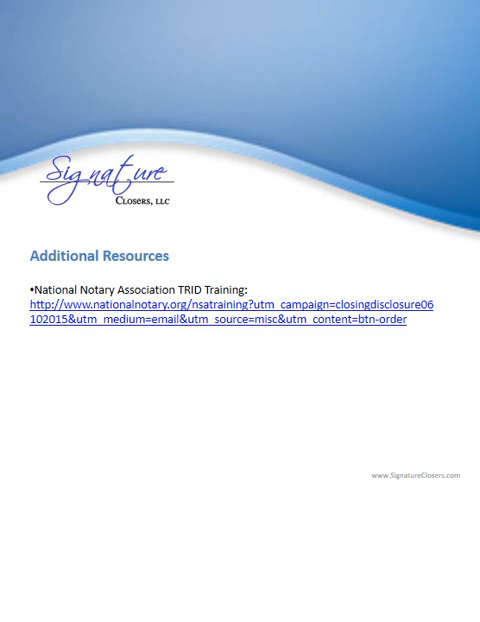 Signature
Closers, LLC
Additional Resources
•National Notary Association TRID Training:
http://www.nationalnotary.org/nsatraining?utm_campaign=closingdisclosure06
102015&utm_medium=email&utm_source=misc&utm_content=btn-order
www.SignatureClosers.com